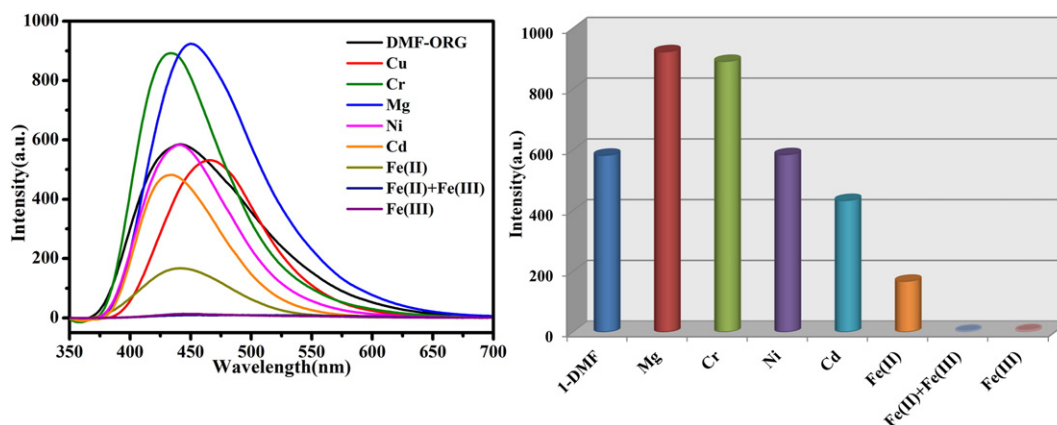 1000
800
600
400
200
0
Intensity(a.u.)
350 400 450 500 550 600 650 700
Wavelength(nm)
DMF-ORG
Cu
Cr
Mg
Ni
Cd
Fe(II)
Fe(II)+Fe(III)
Fe(III)
1000
800
600
400
200
0
Intensity(a.u.)
1-DMF
Mg
Cr
Ni
Cd
Fe(II)
Fe(II)+Fe(III)
Fe(III)